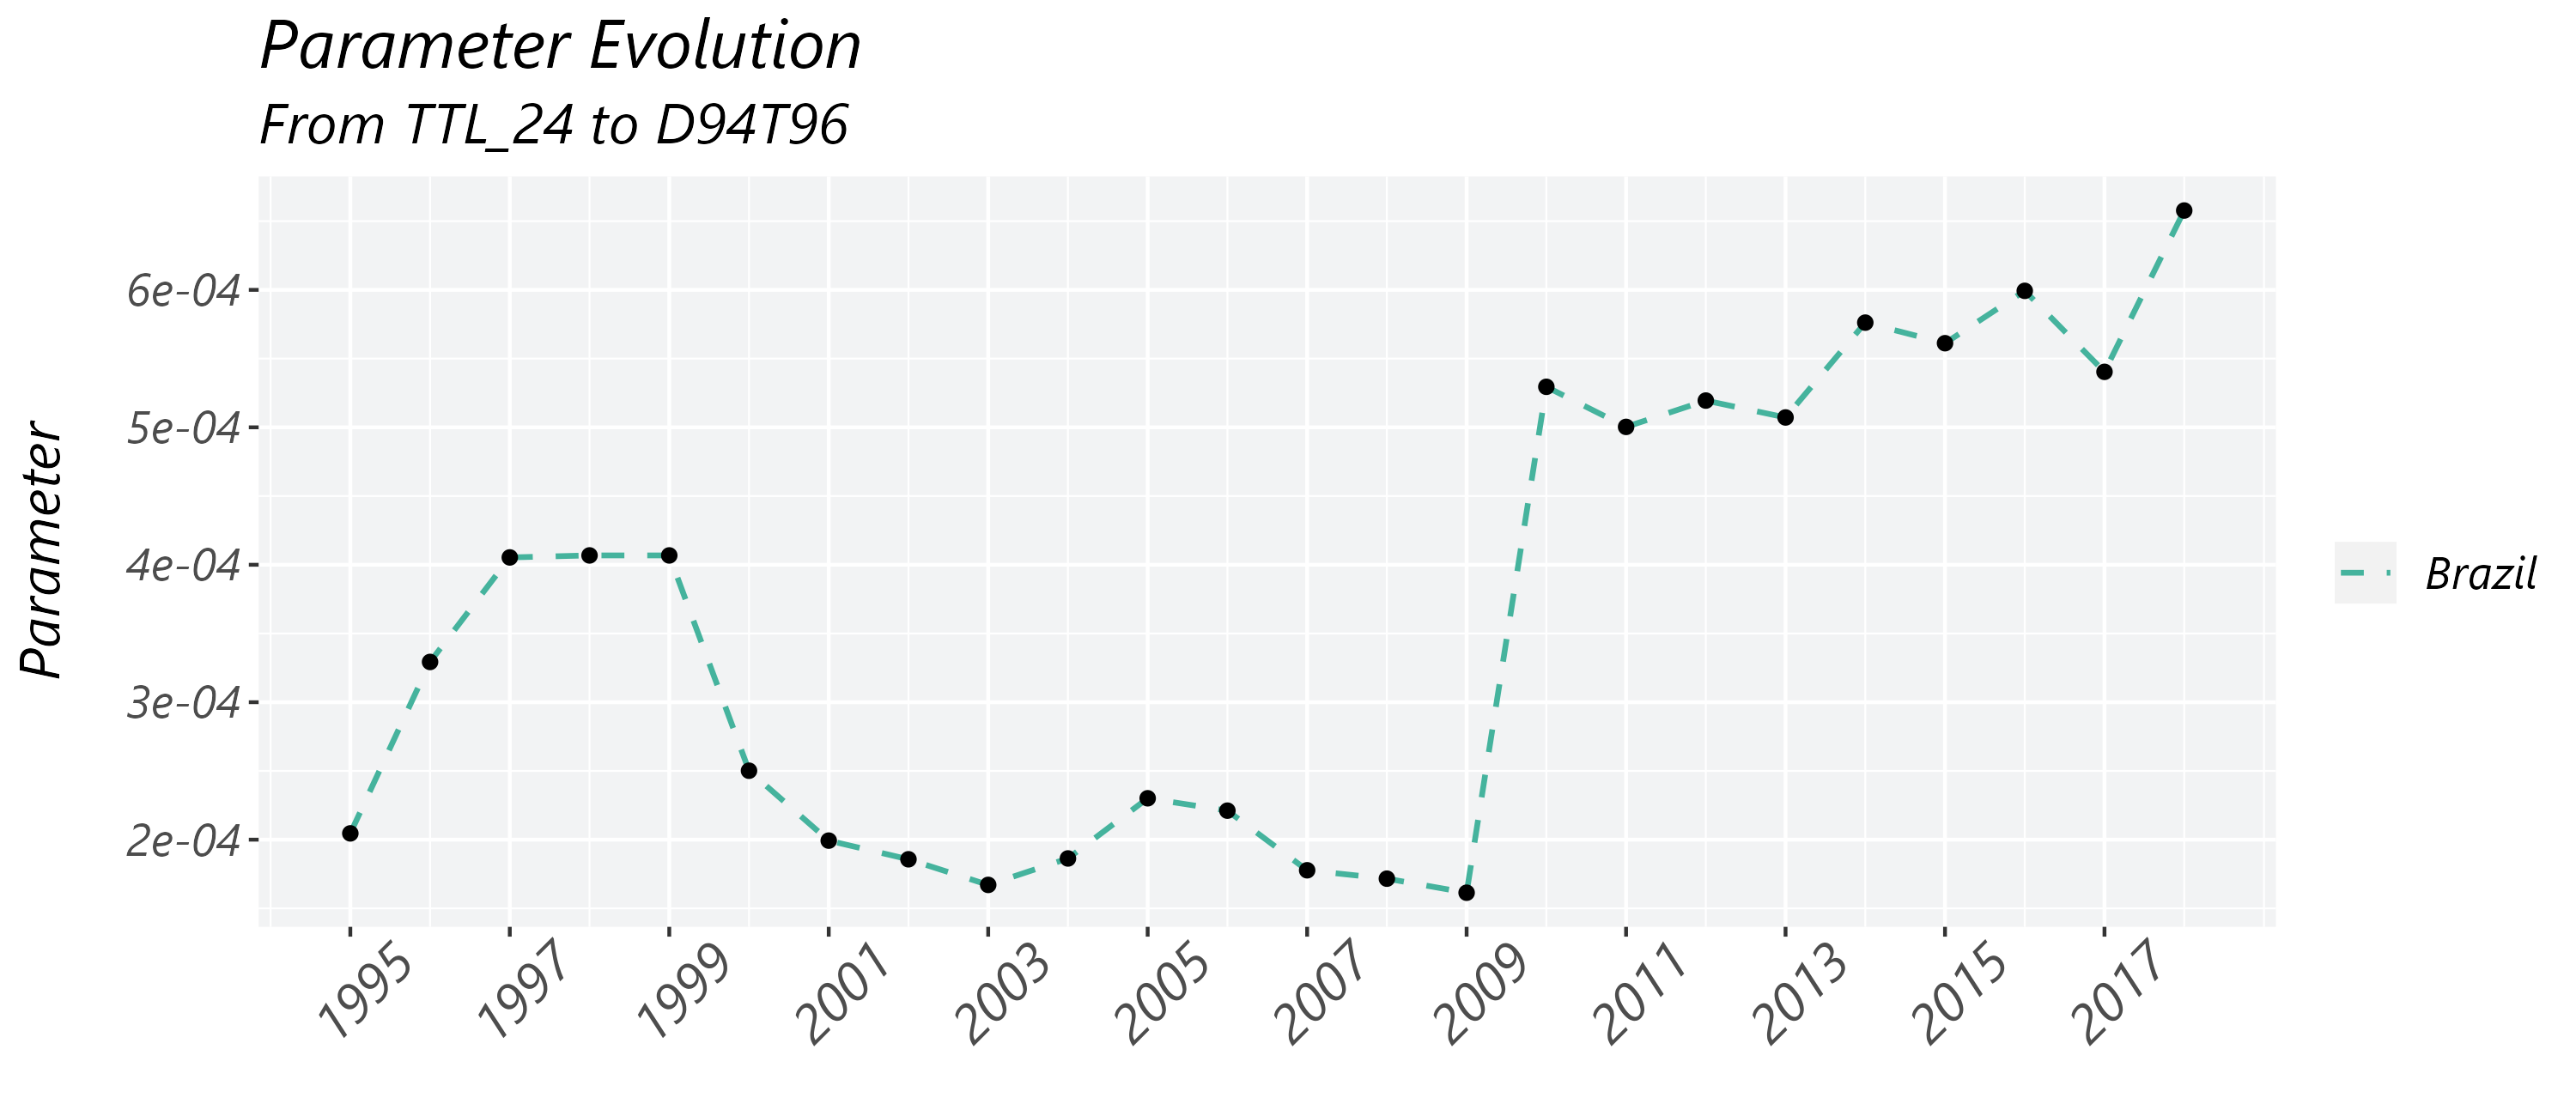 Parameter Evolution
From TTL_24 to D94T96
Parameter
6e-04
5e-04
4e-04
3e-04
2e-04
1995
1997
1999
2001
2003
2005
2007
2009
2011
2013
2015
2017
Brazil